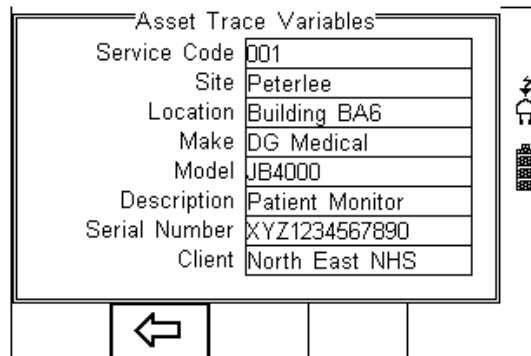 Asset Trace Variables
Service Code 001
Site Peterlee
Location Building BA6
Make DG Medical
Model JB4000
Description Patient Monitor
Serial Number XYZ1234567890
Client North East NHS